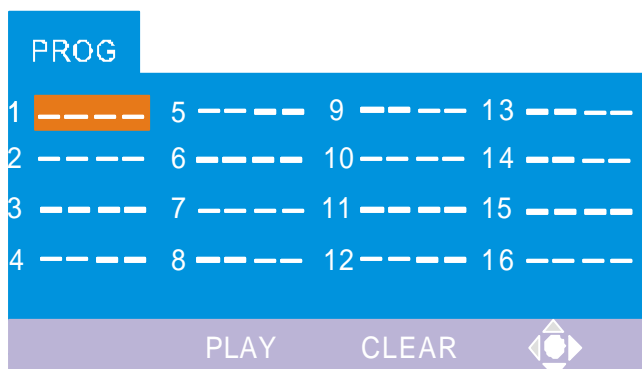 PROG
1 _ _ _ _ 5 _ _ _ _ 9 _ _ _ _ 13 _ _ _ _
2 _ _ _ _ 6 _ _ _ _ 10 _ _ _ _ 14 _ _ _ _
3 _ _ _ _ 7 _ _ _ _ 11 _ _ _ _ 15 _ _ _ _
4 _ _ _ _ 8 _ _ _ _ 12 _ _ _ _ 16 _ _ _ _
PLAY CLEAR